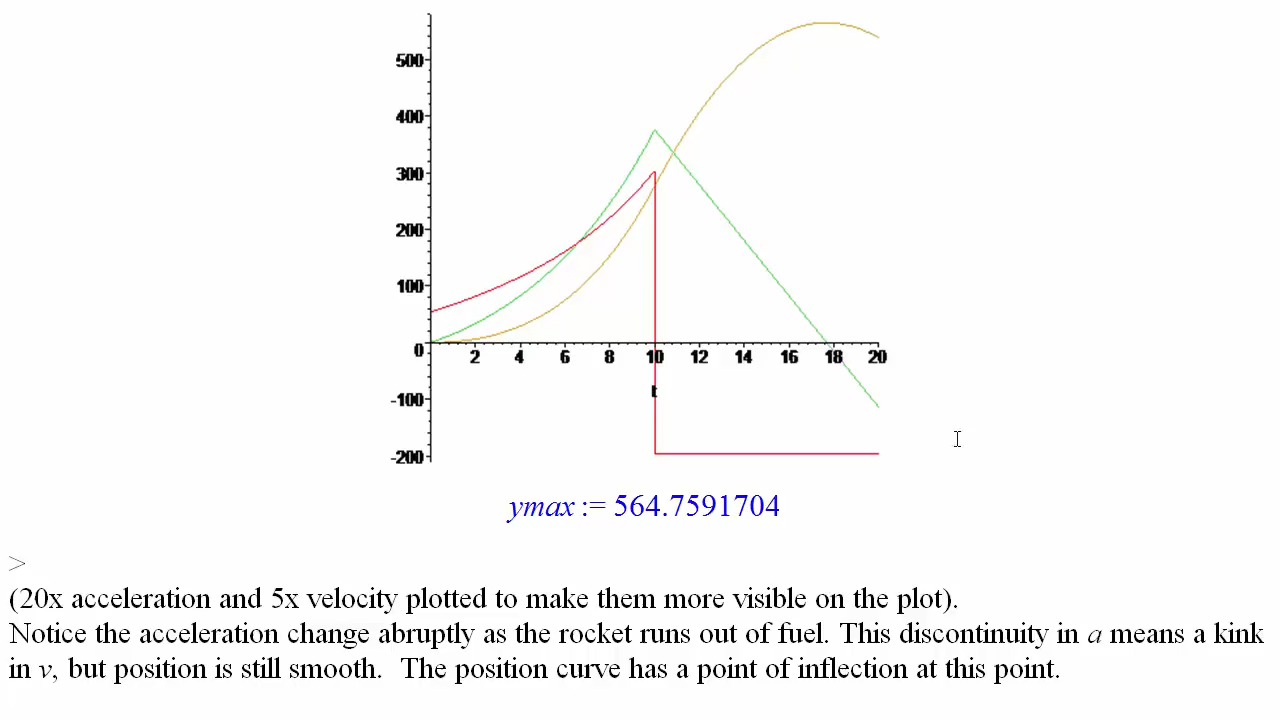 500
400
300
200
100
0
2 4 6 8 10 12 14 16 18 20
t
-100
-200
ymax := 564.7591704
>
(20x acceleration and 5x velocity plotted to make them more visible on the plot).
Notice the acceleration change abruptly as the rocket runs out of fuel. This discontinuity in a means a kink
in v, but position is still smooth. The position curve has a point of inflection at this point.